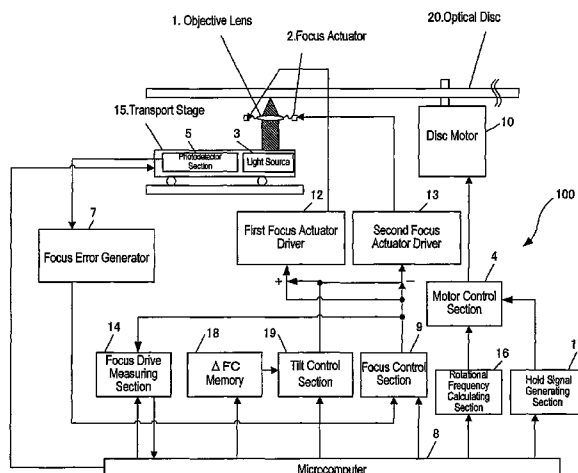 1. Objective Lens
20.Optical Disc
2.Focus Actuator
15.Transport Stage
5
3
Photodetector
Section
Light Source
Disc Motor
10
12
13
100
7
First Focus Actuator
Driver
Second Focus
Actuator Driver
Focus Error Generator
4
+
−
Motor Control
Section
14
18
19
9
16
Focus Drive
Measuring
Section
ΔFC
Memory
Tilt Control
Section
Focus Control
Section
Rotational
Frequency
Calculating
Section
Hold Signal
Generating
Section
8
Microcomputer